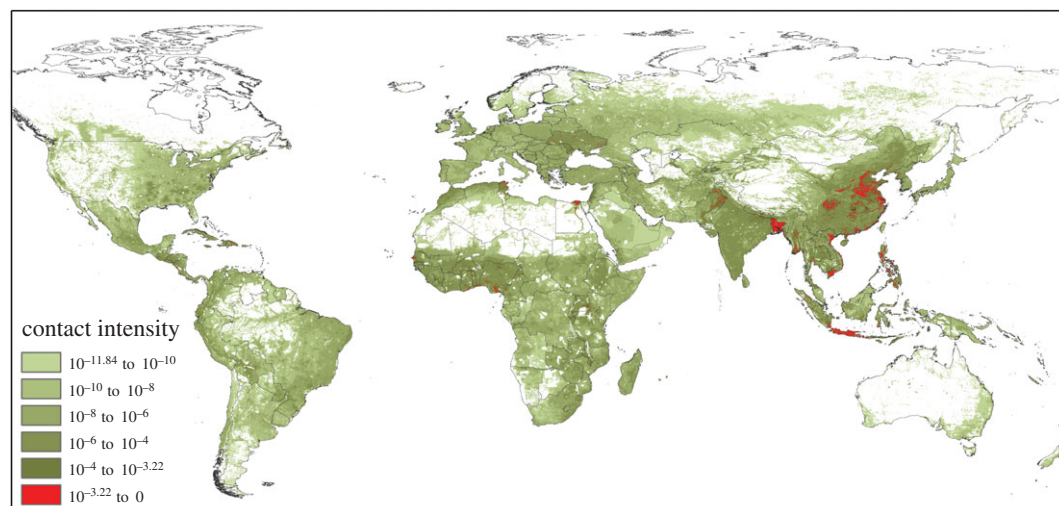 contact intensity
10⁻¹¹·⁸⁴ to 10⁻¹⁰
10⁻¹⁰ to 10⁻⁸
10⁻⁸ to 10⁻⁶
10⁻⁶ to 10⁻⁴
10⁻⁴ to 10⁻³·²²
10⁻³·²² to 0